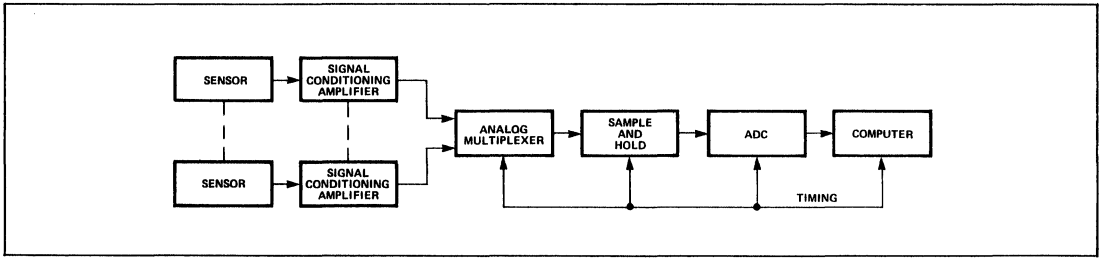 SENSOR
SIGNAL
CONDITIONING
AMPLIFIER
SENSOR
SIGNAL
CONDITIONING
AMPLIFIER
ANALOG
MULTIPLEXER
SAMPLE
AND
HOLD
ADC
COMPUTER
TIMING